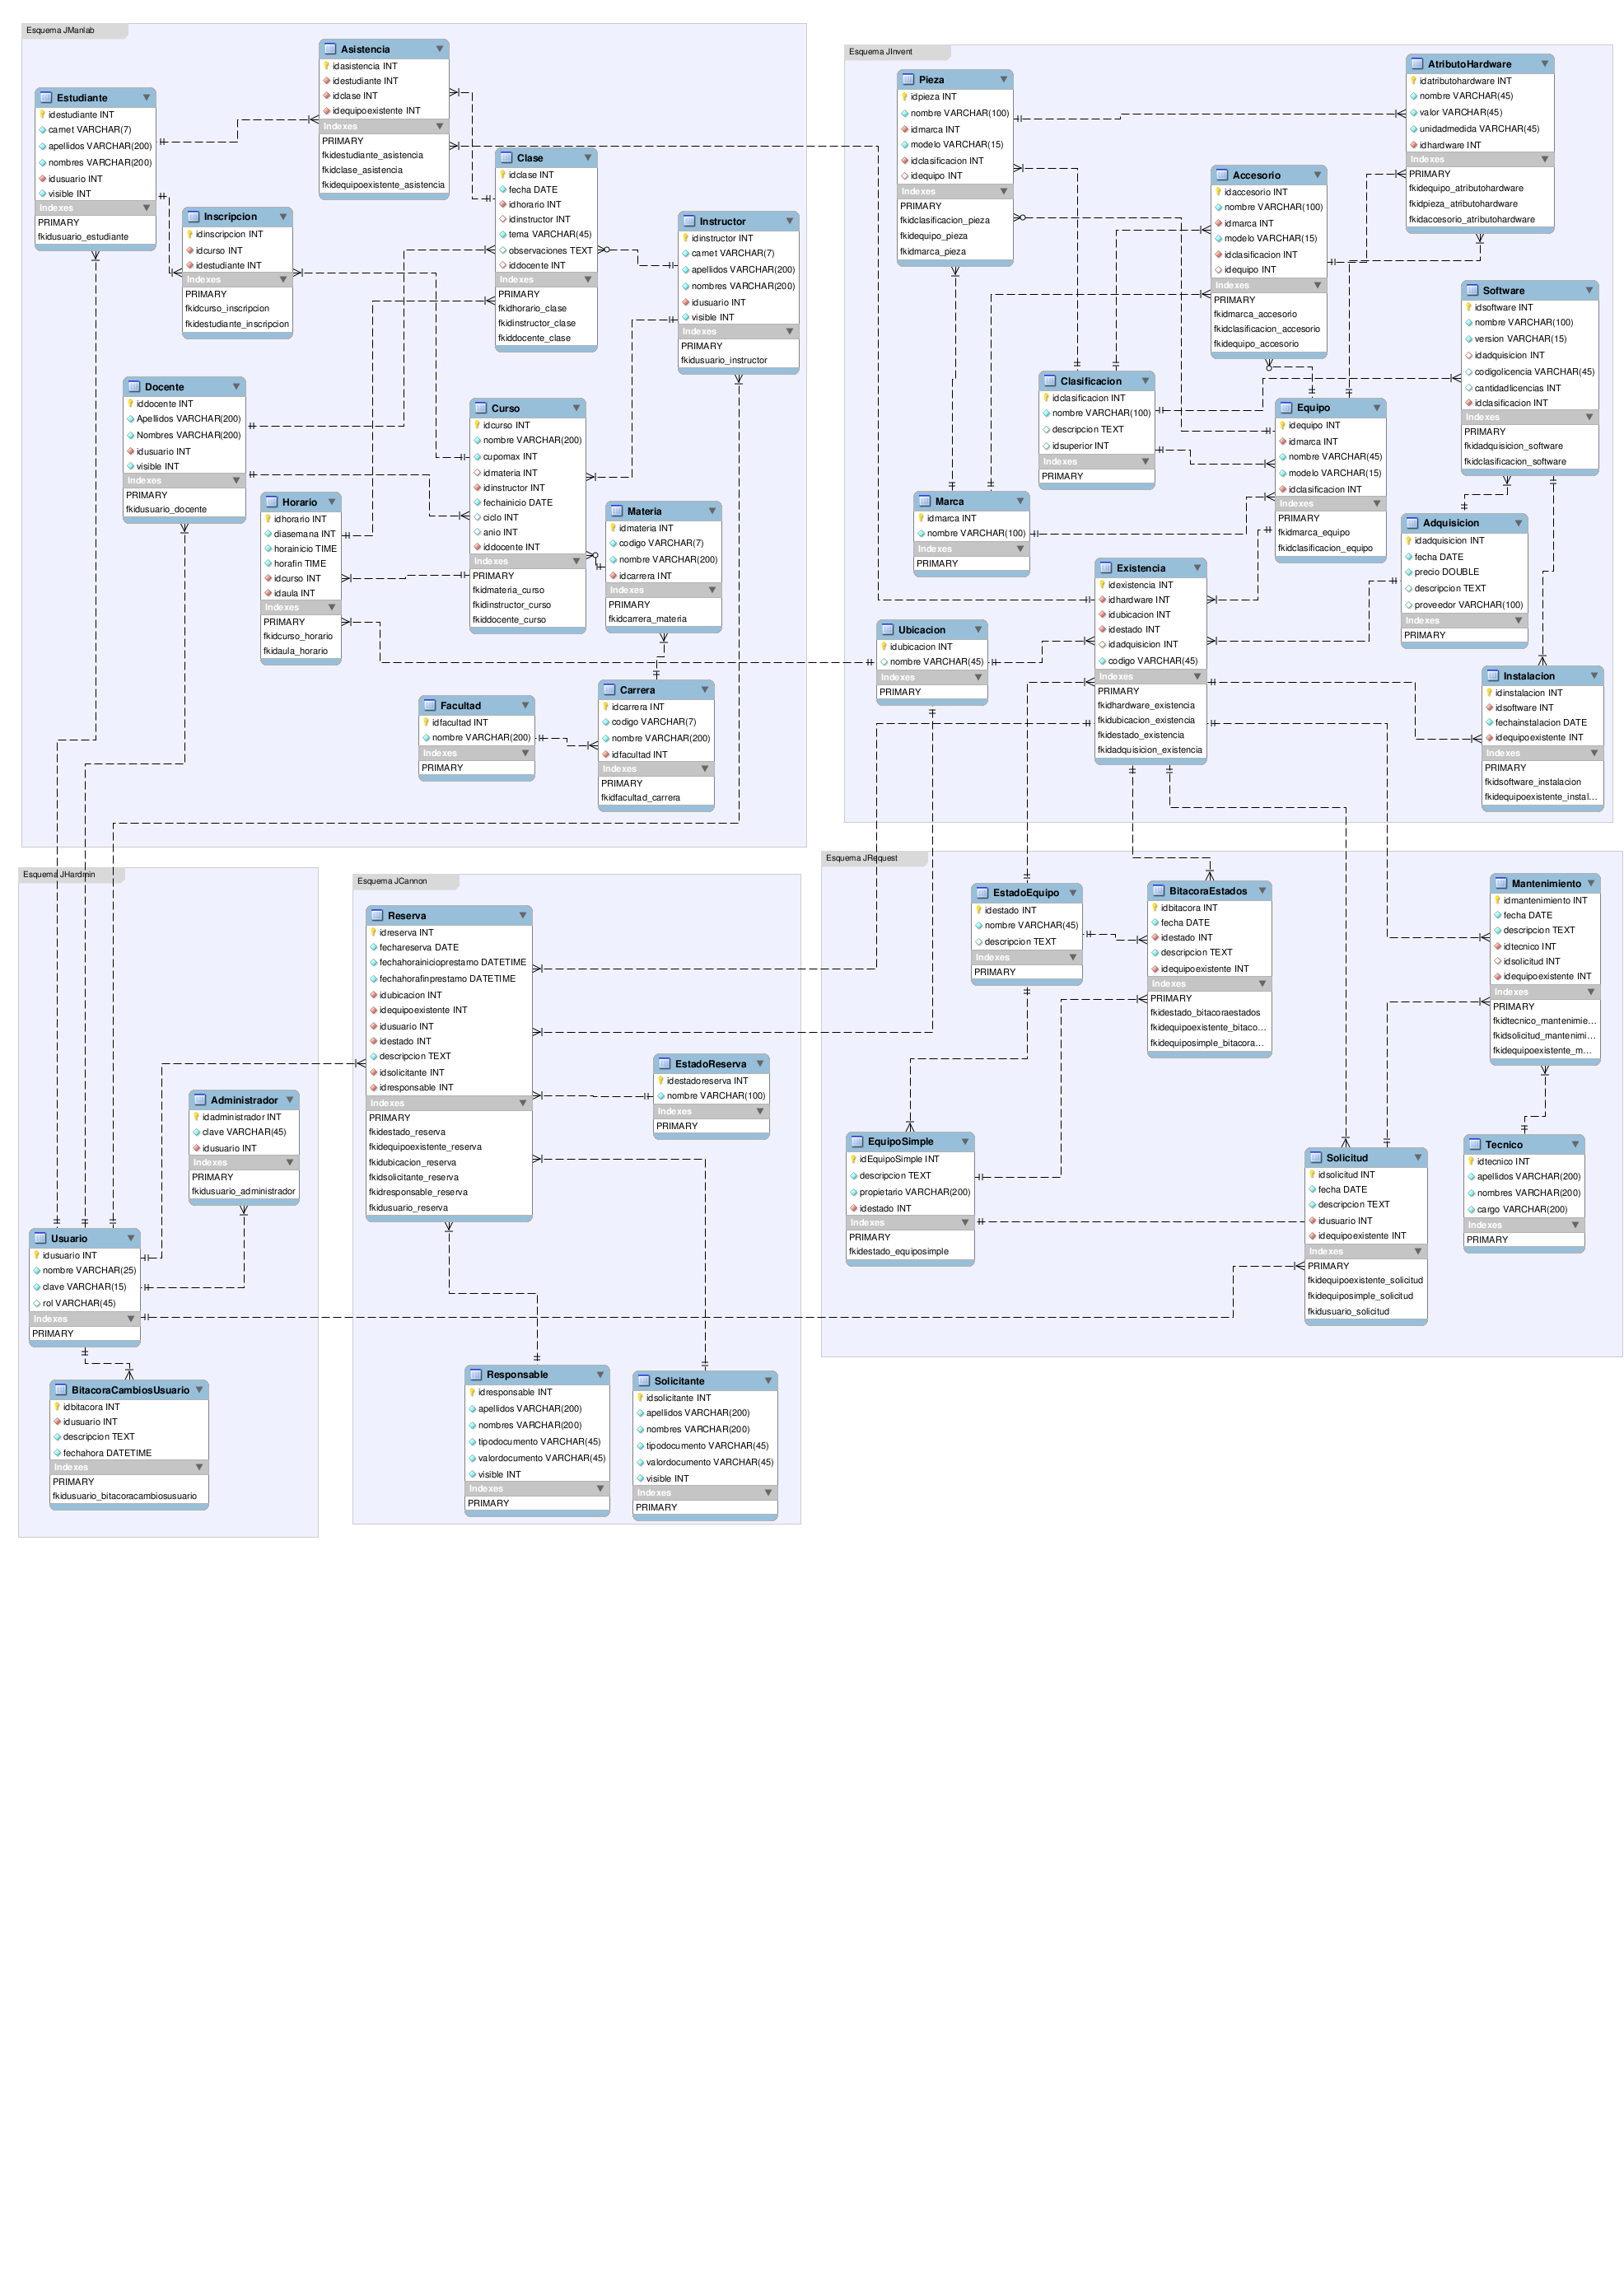 Esquema JManlab
Asistencia
idasistencia INT
idestudiante INT
idclase INT
idequipoexistente INT
Indexes
PRIMARY
fkidestudiante_asistencia
fkidclase_asistencia
fkidequipoexistente_asistencia
Estudiante
idestudiante INT
carnet VARCHAR(7)
apellidos VARCHAR(200)
nombres VARCHAR(200)
idusuario INT
visible INT
Indexes
PRIMARY
fkidusuario_estudiante
Clase
idclase INT
fecha DATE
idhorario INT
idinstructor INT
tema VARCHAR(45)
observaciones TEXT
iddocente INT
Indexes
PRIMARY
fkidhorario_clase
fkidinstructor_clase
fkiddocente_clase
Inscripcion
idinscripcion INT
idcurso INT
idestudiante INT
Indexes
PRIMARY
fkidcurso_inscripcion
fkidestudiante_inscripcion
Instructor
idinstructor INT
carnet VARCHAR(7)
apellidos VARCHAR(200)
nombres VARCHAR(200)
idusuario INT
visible INT
Indexes
PRIMARY
fkidusuario_instructor
Docente
iddocente INT
Apellidos VARCHAR(200)
Nombres VARCHAR(200)
idusuario INT
visible INT
Indexes
PRIMARY
fkidusuario_docente
Curso
idcurso INT
nombre VARCHAR(200)
cupomax INT
idmateria INT
idinstructor INT
fechainicio DATE
ciclo INT
anio INT
iddocente INT
Indexes
PRIMARY
fkidmateria_curso
fkidinstructor_curso
fkiddocente_curso
Horario
idhorario INT
diasemana INT
horainicio TIME
horafin TIME
idcurso INT
idaula INT
Indexes
PRIMARY
fkidcurso_horario
fkidaula_horario
Materia
idmateria INT
codigo VARCHAR(7)
nombre VARCHAR(200)
idcarrera INT
Indexes
PRIMARY
fkidcarrera_materia
Facultad
idfacultad INT
nombre VARCHAR(200)
Indexes
PRIMARY
Carrera
idcarrera INT
codigo VARCHAR(7)
nombre VARCHAR(200)
idfacultad INT
Indexes
PRIMARY
fkidfacultad_carrera
Esquema JInvent
Pieza
idpieza INT
nombre VARCHAR(100)
idmarca INT
modelo VARCHAR(15)
idclasificacion INT
idequipo INT
Indexes
PRIMARY
fkidclasificacion_pieza
fkidequipo_pieza
fkidmarca_pieza
AtributoHardware
idatributohardware INT
nombre VARCHAR(45)
valor VARCHAR(45)
unidadmedida VARCHAR(45)
idhardware INT
Indexes
PRIMARY
fkidequipo_atributohardware
fkidpieza_atributohardware
fkidaccesorio_atributohardware
Accesorio
idaccesorio INT
nombre VARCHAR(100)
idmarca INT
modelo VARCHAR(15)
idclasificacion INT
idequipo INT
Indexes
PRIMARY
fkidmarca_accesorio
fkidclasificacion_accesorio
fkidequipo_accesorio
Software
idsoftware INT
nombre VARCHAR(100)
version VARCHAR(15)
idadquisicion INT
codigolicencia VARCHAR(45)
cantidadlicencias INT
idclasificacion INT
Indexes
PRIMARY
fkidadquisicion_software
fkidclasificacion_software
Clasificacion
idclasificacion INT
nombre VARCHAR(100)
descripcion TEXT
idsuperior INT
Indexes
PRIMARY
Equipo
idequipo INT
idmarca INT
nombre VARCHAR(45)
modelo VARCHAR(15)
idclasificacion INT
Indexes
PRIMARY
fkidmarca_equipo
fkidclasificacion_equipo
Marca
idmarca INT
nombre VARCHAR(100)
Indexes
PRIMARY
Adquisicion
idadquisicion INT
fecha DATE
precio DOUBLE
descripcion TEXT
proveedor VARCHAR(100)
Indexes
PRIMARY
Existencia
idexistencia INT
idhardware INT
idubicacion INT
idestado INT
idadquisicion INT
codigo VARCHAR(45)
Indexes
PRIMARY
fkidhardware_existencia
fkidubicacion_existencia
fkidestado_existencia
fkidadquisicion_existencia
Ubicacion
idubicacion INT
nombre VARCHAR(45)
Indexes
PRIMARY
Instalacion
idinstalacion INT
idsoftware INT
fechainstalacion DATE
idequipoexistente INT
Indexes
PRIMARY
fkidsoftware_instalacion
fkidequipoexistente_instal...
Esquema JHardmin
Administrador
idadministrador INT
clave VARCHAR(45)
idusuario INT
Indexes
PRIMARY
fkidusuario_administrador
Usuario
idusuario INT
nombre VARCHAR(25)
clave VARCHAR(15)
rol VARCHAR(45)
Indexes
PRIMARY
BitacoraCambiosUsuario
idbitacora INT
idusuario INT
descripcion TEXT
fechahora DATETIME
Indexes
PRIMARY
fkidusuario_bitacoracambiosusuario
Esquema JCannon
Reserva
idreserva INT
fechareserva DATE
fechahorainicioprestamo DATETIME
fechahorafinprestamo DATETIME
idubicacion INT
idequipoexistente INT
idusuario INT
idestado INT
descripcion TEXT
idsolicitante INT
idresponsable INT
Indexes
PRIMARY
fkidestado_reserva
fkidequipoexistente_reserva
fkidubicacion_reserva
fkidsolicitante_reserva
fkidresponsable_reserva
fkidusuario_reserva
EstadoReserva
idestadoreserva INT
nombre VARCHAR(100)
Indexes
PRIMARY
Responsable
idresponsable INT
apellidos VARCHAR(200)
nombres VARCHAR(200)
tipodocumento VARCHAR(45)
valordocumento VARCHAR(45)
visible INT
Indexes
PRIMARY
Solicitante
idsolicitante INT
apellidos VARCHAR(200)
nombres VARCHAR(200)
tipodocumento VARCHAR(45)
valordocumento VARCHAR(45)
visible INT
Indexes
PRIMARY
Esquema JRequest
EstadoEquipo
idestado INT
nombre VARCHAR(45)
descripcion TEXT
Indexes
PRIMARY
BitacoraEstados
idbitacora INT
fecha DATE
idestado INT
descripcion TEXT
idequipoexistente INT
Indexes
PRIMARY
fkidestado_bitacoraestados
fkidequipoexistente_bitaco...
fkidequiposimple_bitacora...
Mantenimiento
idmantenimiento INT
fecha DATE
descripcion TEXT
idtecnico INT
idsolicitud INT
idequipoexistente INT
Indexes
PRIMARY
fkidtecnico_mantenimie...
fkidsolicitud_mantenimi...
fkidequipoexistente_m...
EquipoSimple
idEquipoSimple INT
descripcion TEXT
propietario VARCHAR(200)
idestado INT
Indexes
PRIMARY
fkidestado_equiposimple
Solicitud
idsolicitud INT
fecha DATE
descripcion TEXT
idusuario INT
idequipoexistente INT
Indexes
PRIMARY
fkidequipoexistente_solicitud
fkidequiposimple_solicitud
fkidusuario_solicitud
Tecnico
idtecnico INT
apellidos VARCHAR(200)
nombres VARCHAR(200)
cargo VARCHAR(200)
Indexes
PRIMARY